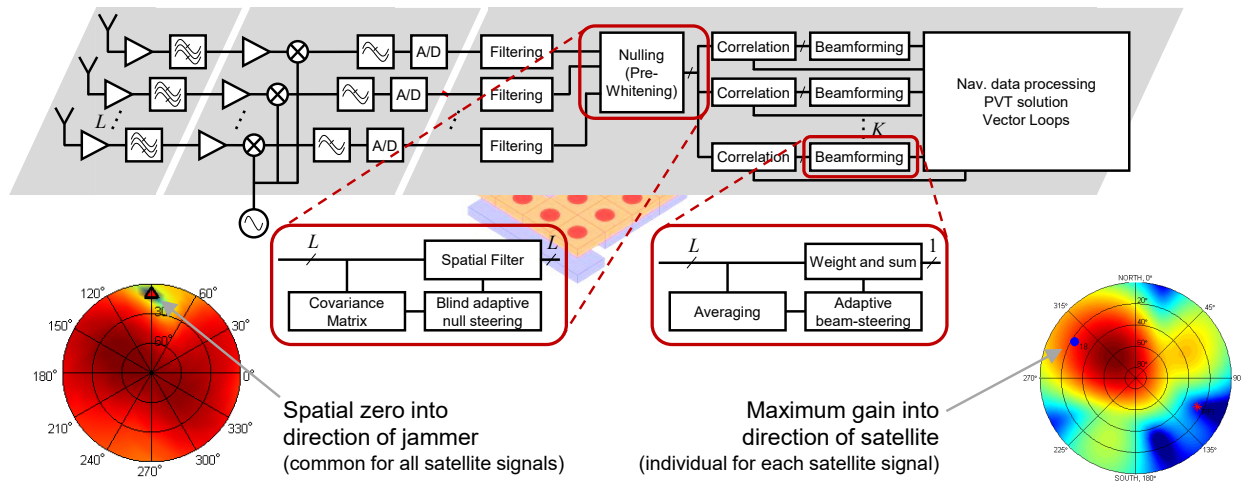 L
A/D
A/D
A/D
Filtering
Filtering
Filtering
Nulling
(Pre-
Whitening)
Correlation
Beamforming
Correlation
Beamforming
K
Correlation
Beamforming
Nav. data processing
PVT solution
Vector Loops
L
Spatial Filter
L
Covariance
Matrix
Blind adaptive
null steering
L
Weight and sum
1
Averaging
Adaptive
beam-steering
120°
60°
150°
30
30°
60°
180°
0°
210°
330°
240°
270°
300°
Spatial zero into
direction of jammer
(common for all satellite signals)
Maximum gain into
direction of satellite
(individual for each satellite signal)
NORTH, 0°
315°
20°
45°
40°
18
60°
270°
90
225°
135°
SOUTH, 180°